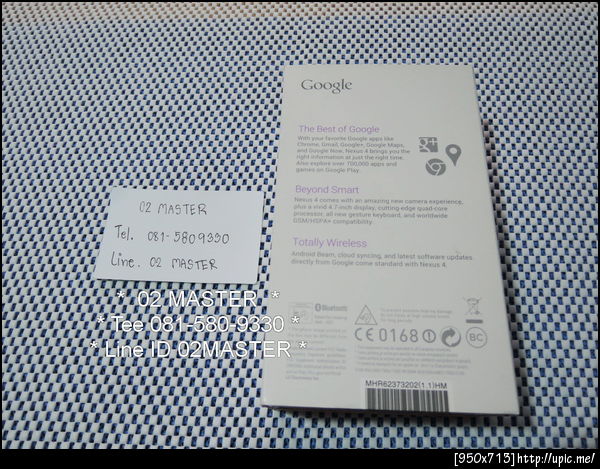 Google
The Best of Google
With your favorite Google apps like
Chrome, Gmail, Google+, Google Maps,
and Google Now, Nexus 4 brings you the
right information at just the right time.
Also explore over 700,000 apps and
games on Google Play.
Beyond Smart
Nexus 4 comes with an amazing new camera experience,
plus a vivid 4.7-inch display, cutting-edge quad-core
processor, all new gesture keyboard, and worldwide
GSM/HSPA+ compatibility.
Totally Wireless
Android Beam, cloud syncing, and latest software updates,
directly from Google come standard with Nexus 4.
Bluetooth
CE0168
BC
MHR62373202(1.1)HM
02 MASTER
Tel. 081-5809330
Line. 02 MASTER
* 02 MASTER *
* Tee 081-580-9330 *
* Line ID 02MASTER *
[950x713]http://upic.me/